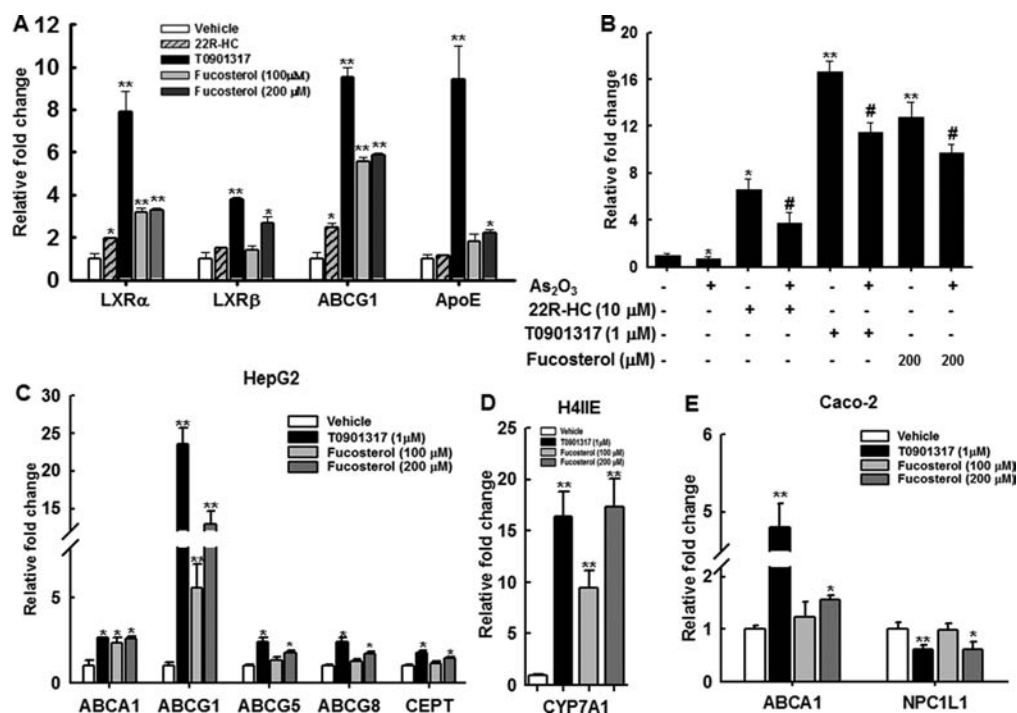 A
12
10
8
6
4
2
0
Relative fold change
Vehicle
22R-HC
T0901317
Fucosterol (100μM)
Fucosterol (200 μM)
** ** ** * * ** ** ** * * ** ** ** *
LXRα LXRβ ABCG1 ApoE
B
20
16
12
8
4
0
Relative fold change
* * # ** # ** #
As₂O₃ - + - + - + - +
22R-HC (10 μM) - - + + - - - -
T0901317 (1 μM) - - - - + + - -
Fucosterol (μM) - - - - - - 200 200
C
HepG2
30
25
20
15
5
0
Relative fold change
Vehicle
T0901317 (1μM)
Fucosterol (100 μM)
Fucosterol (200 μM)
* * * ** ** ** * * * * * *
ABCA1 ABCG1 ABCG5 ABCG8 CEPT
D
H4IIE
25
20
15
10
5
0
Relative fold change
Vehicle
T0901317 (1μM)
Fucosterol (100 μM)
Fucosterol (200 μM)
** ** **
CYP7A1
E
Caco-2
6
5
2
1
0
Relative fold change
Vehicle
T0901317 (1μM)
Fucosterol (100 μM)
Fucosterol (200 μM)
** * ** *
ABCA1 NPC1L1